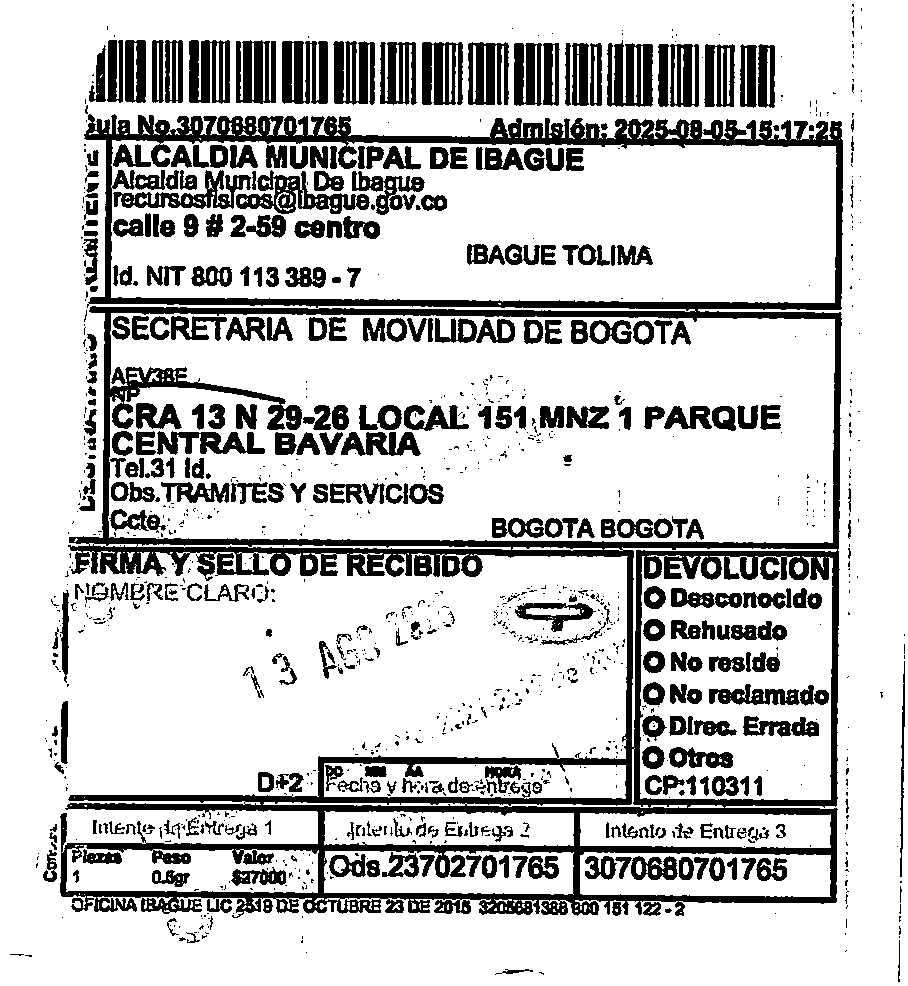 Guia No.3070680701765 Admisión: 2025-08-05-15:17:25
REMITENTE
ALCALDIA MUNICIPAL DE IBAGUE
Alcaldia Municipal De Ibague
recursosfisicos@ibague.gov.co
calle 9 # 2-59 centro
IBAGUE TOLIMA
Id. NIT 800 113 389 - 7
DESTINATARIO
SECRETARIA DE MOVILIDAD DE BOGOTA
AEV38E
NP
CRA 13 N 29-26 LOCAL 151 MNZ 1 PARQUE
CENTRAL BAVARIA
Tel.31 Id.
Obs.TRAMITES Y SERVICIOS
Ccte.
BOGOTA BOGOTA
FIRMA Y SELLO DE RECIBIDO
NOMBRE CLARO:
13 AGO 2025
D+2
DD MM AA HORA
Fecha y hora de entrega
DEVOLUCION
Desconocido
Rehusado
No reside
No reclamado
Direc. Errada
Otros
CP:110311
Intento de Entrega 1 Intento de Entrega 2 Intento de Entrega 3
Piezas Peso Valor
1 0.5gr $27000
Ods.23702701765 3070680701765
OFICINA IBAGUE LIC 2519 DE OCTUBRE 23 DE 2015 3205681388 800 151 122 - 2